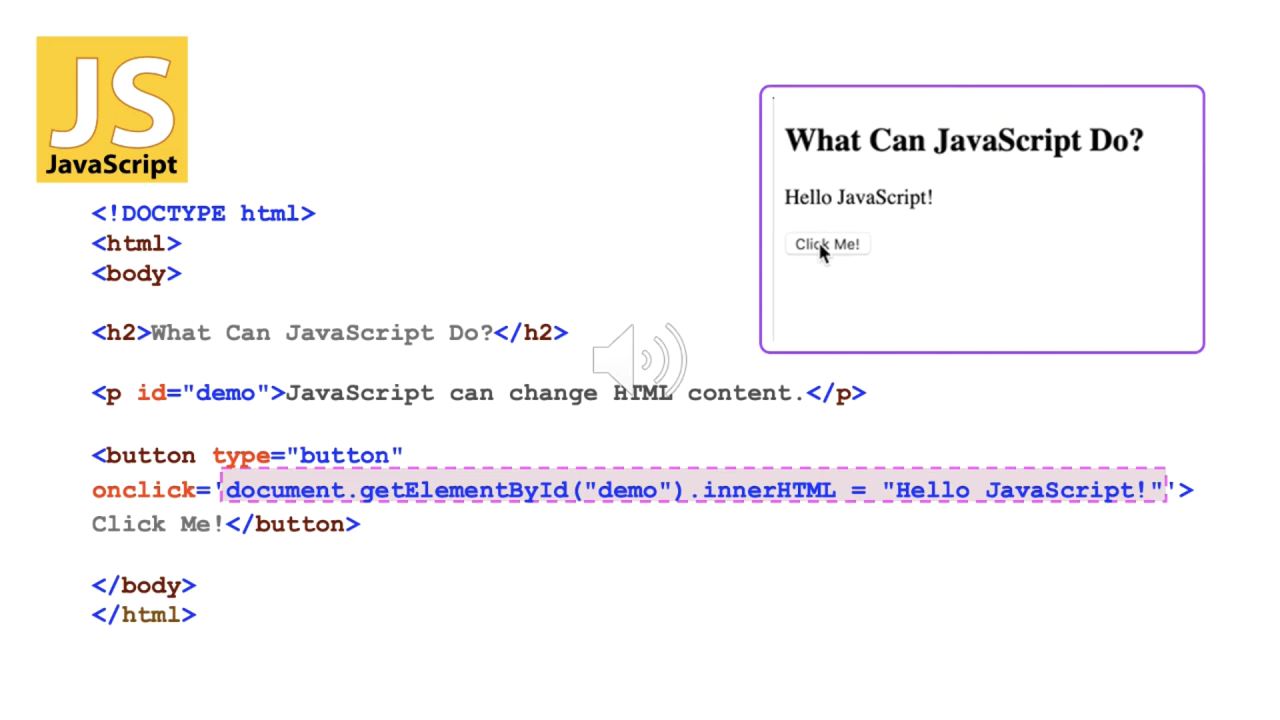 JS
JavaScript
What Can JavaScript Do?
Hello JavaScript!
Click Me!
<!DOCTYPE html>
<html>
<body>
<h2>What Can JavaScript Do?</h2>
<p id="demo">JavaScript can change HTML content.</p>
<button type="button"
onclick='document.getElementById("demo").innerHTML = "Hello JavaScript!"'>
Click Me!</button>
</body>
</html>